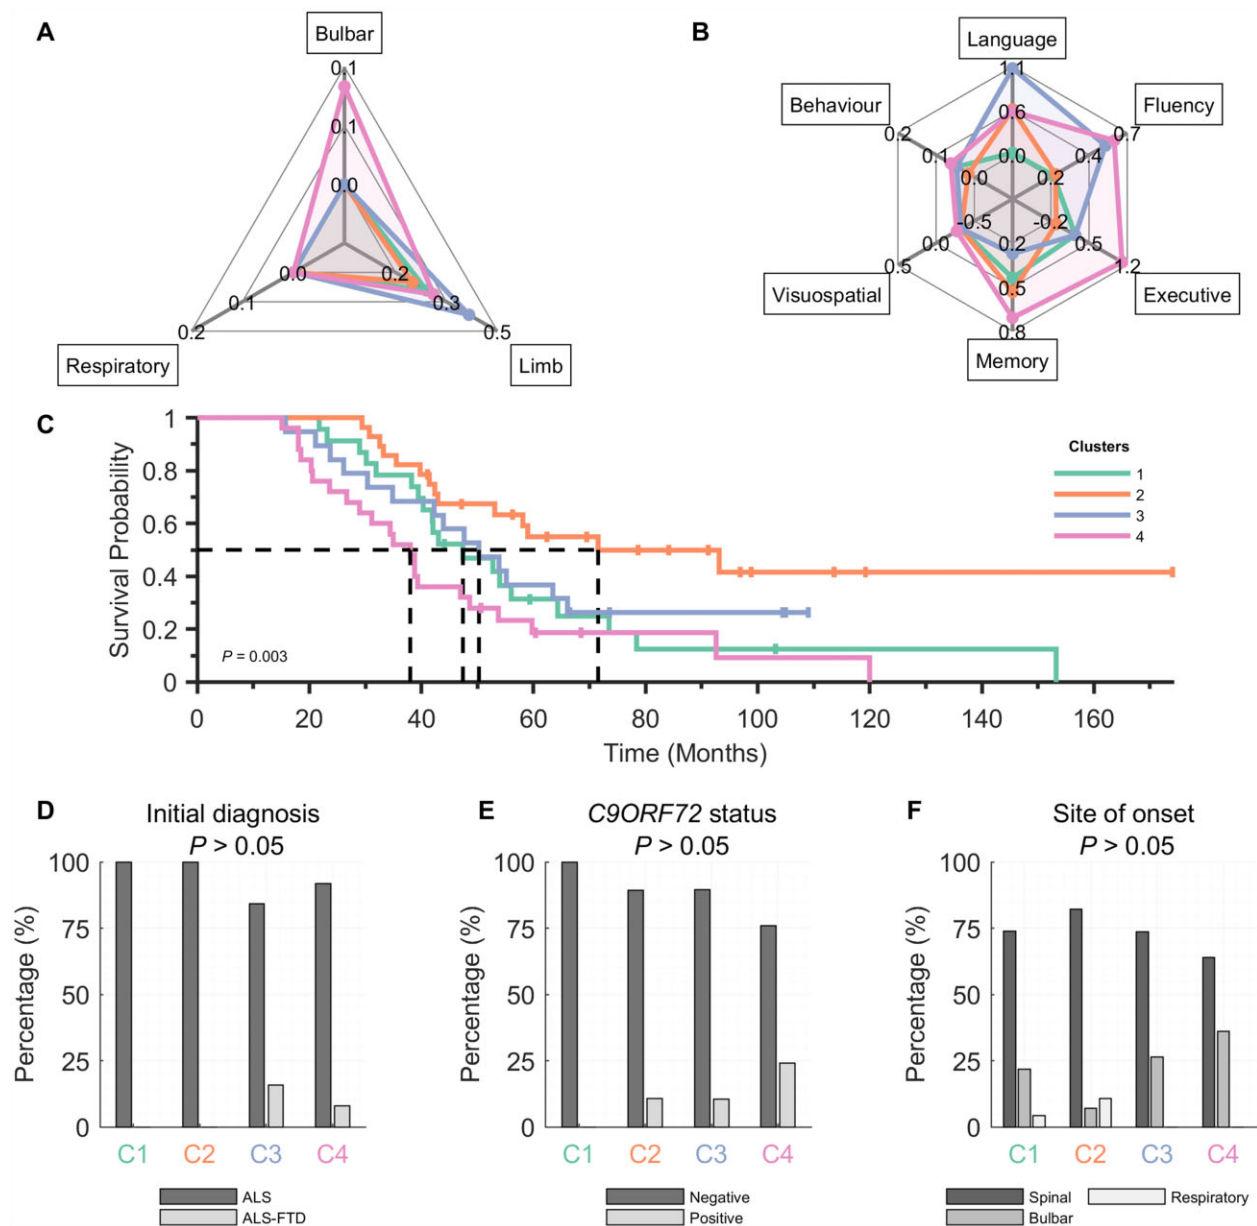 A
Bulbar
0.1
0.1
0.0
0.0
0.2
0.1
0.3
0.2
0.5
Respiratory
Limb
B
Language
1.1
Behaviour
Fluency
0.6
0.2
0.7
0.1
0.4
0.0
0.0
0.2
-0.5
-0.2
0.0
0.2
0.5
-0.5
0.5
1.2
0.5
Visuospatial
Executive
0.8
Memory
C
Survival Probability
1
0.8
0.6
0.4
0.2
0
P = 0.003
Clusters
1
2
3
4
0 20 40 60 80 100 120 140 160
Time (Months)
D
Initial diagnosis
P > 0.05
Percentage (%)
100
75
50
25
0
C1 C2 C3 C4
ALS
ALS-FTD
E
C9ORF72 status
P > 0.05
Percentage (%)
100
75
50
25
0
C1 C2 C3 C4
Negative
Positive
F
Site of onset
P > 0.05
Percentage (%)
100
75
50
25
0
C1 C2 C3 C4
Spinal Respiratory
Bulbar